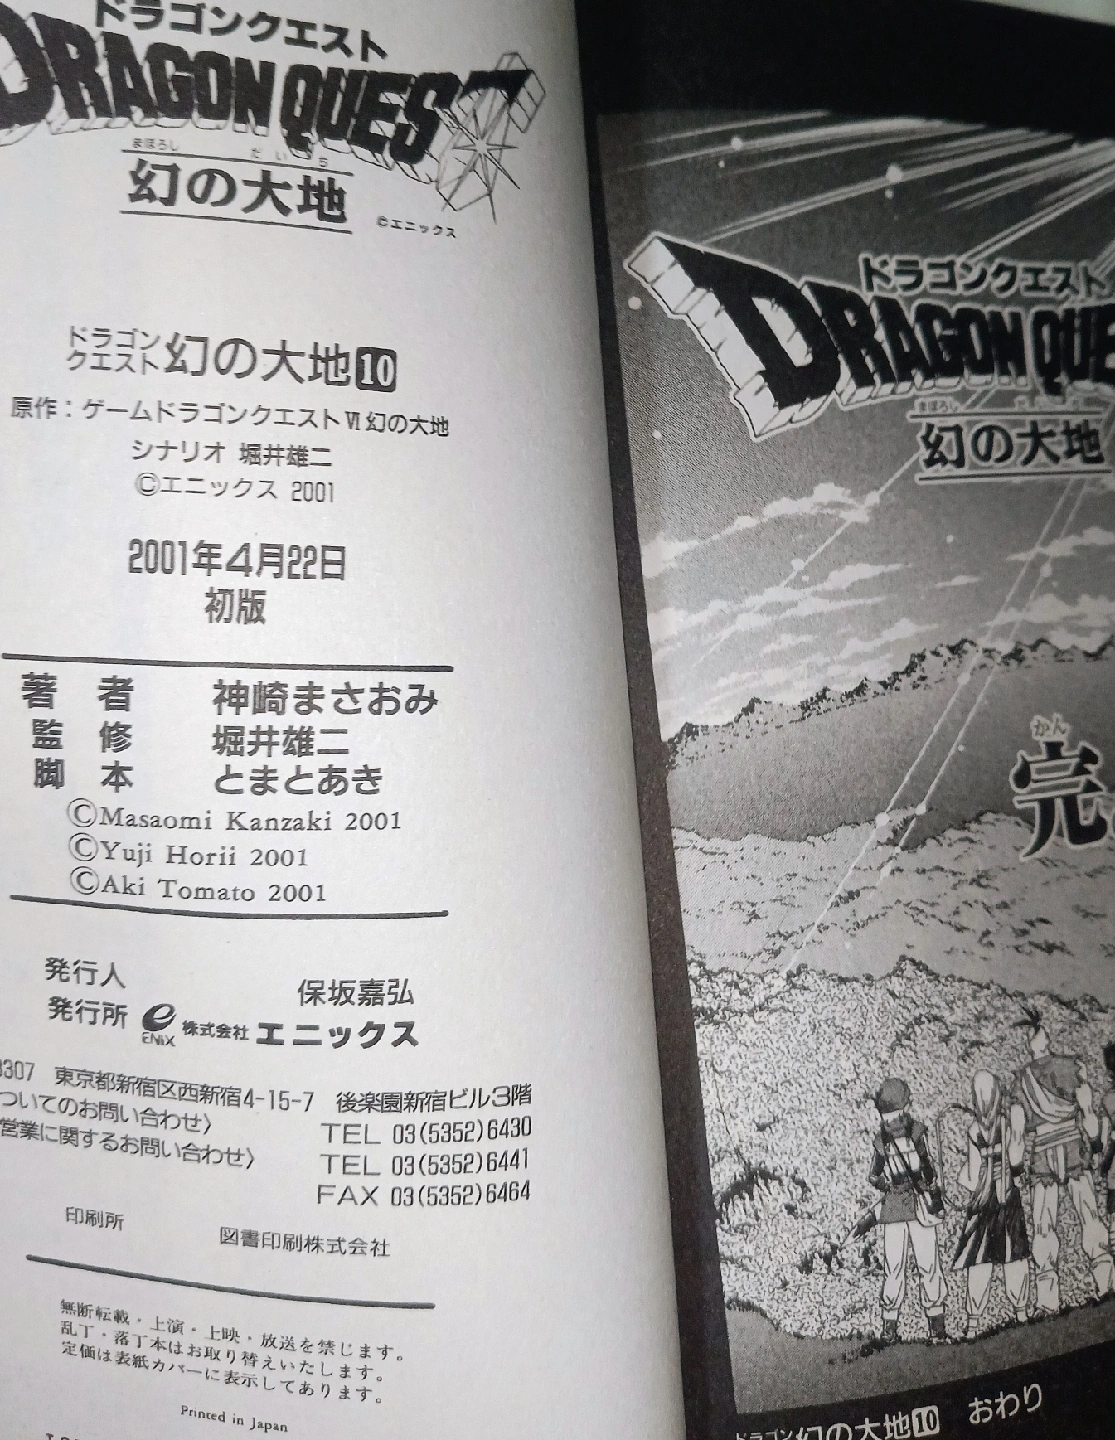 ドラゴンクエスト
DRAGON QUEST
まぼろし だいち
幻の大地
©エニックス
ドラゴン
クエスト
幻の大地10
原作：ゲームドラゴンクエストⅥ幻の大地
シナリオ 堀井雄二
©エニックス 2001
2001年4月22日
初版
著 者 神崎まさおみ
監 修 堀井雄二
脚 本 とまとあき
©Masaomi Kanzaki 2001
©Yuji Horii 2001
©Aki Tomato 2001
発行人 保坂嘉弘
発行所 ENIX 株式会社 エニックス
8307 東京都新宿区西新宿4-15-7 後楽園新宿ビル3階
ついてのお問い合わせ〉 TEL 03(5352)6430
営業に関するお問い合わせ〉 TEL 03(5352)6441
FAX 03(5352)6464
印刷所 図書印刷株式会社
無断転載・上演・上映・放送を禁じます。
乱丁・落丁本はお取り替えいたします。
定価は表紙カバーに表示してあります。
Printed in Japan
ドラゴンクエスト
DRAGON QUE
まぼろし
幻の大地
かん
完
ドラゴン
幻の大地10 おわり